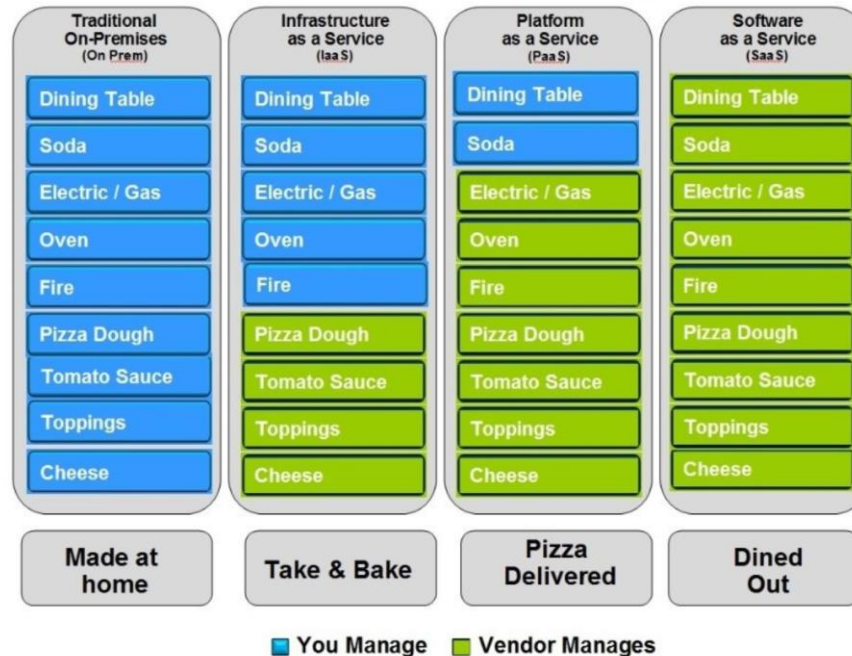 Traditional
On-Premises
(On Prem)
Dining Table
Soda
Electric / Gas
Oven
Fire
Pizza Dough
Tomato Sauce
Toppings
Cheese
Made at
home
Infrastructure
as a Service
(IaaS)
Dining Table
Soda
Electric / Gas
Oven
Fire
Pizza Dough
Tomato Sauce
Toppings
Cheese
Take & Bake
Platform
as a Service
(PaaS)
Dining Table
Soda
Electric / Gas
Oven
Fire
Pizza Dough
Tomato Sauce
Toppings
Cheese
Pizza
Delivered
Software
as a Service
(SaaS)
Dining Table
Soda
Electric / Gas
Oven
Fire
Pizza Dough
Tomato Sauce
Toppings
Cheese
Dined
Out
You Manage
Vendor Manages